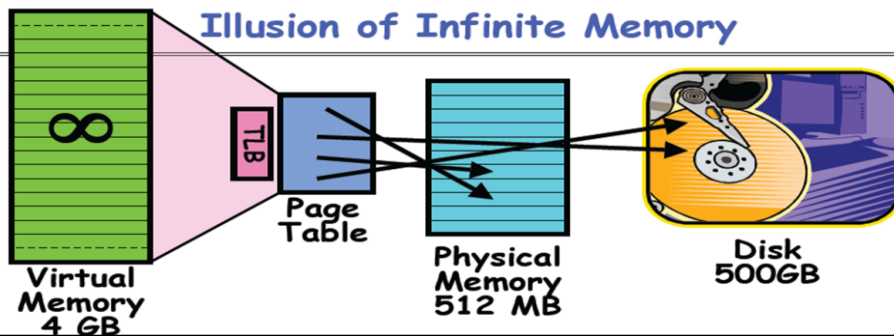 Illusion of Infinite Memory
∞
TLB
Page
Table
Virtual
Memory
4 GB
Physical
Memory
512 MB
Disk
500GB